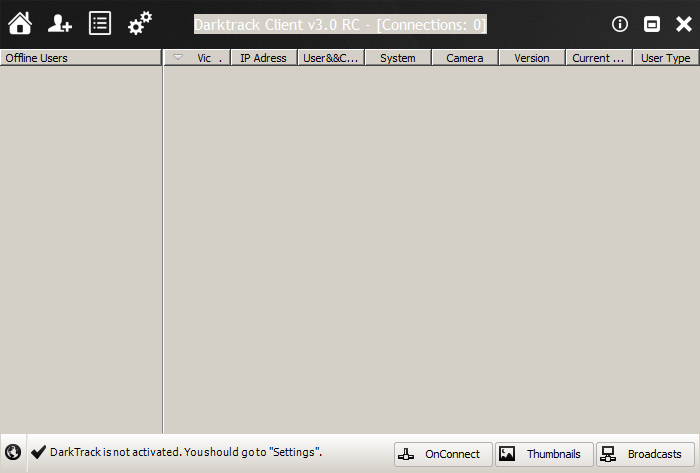 Darktrack Client v3.0 RC - [Connections: 0]
Offline Users
Vic .
IP Adress
User&&C...
System
Camera
Version
Current ...
User Type
DarkTrack is not activated. You should go to "Settings".
OnConnect
Thumbnails
Broadcasts